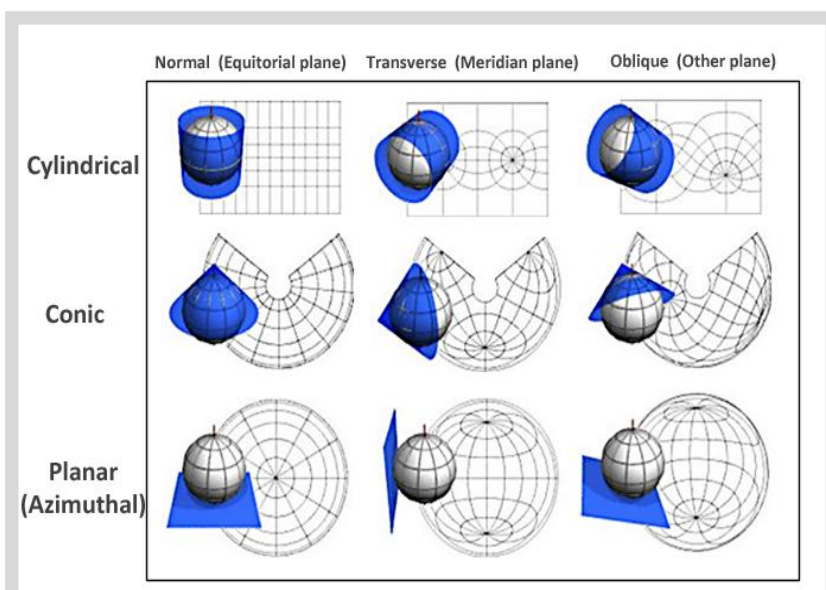 Normal (Equitorial plane) Transverse (Meridian plane) Oblique (Other plane)
Cylindrical
Conic
Planar
(Azimuthal)